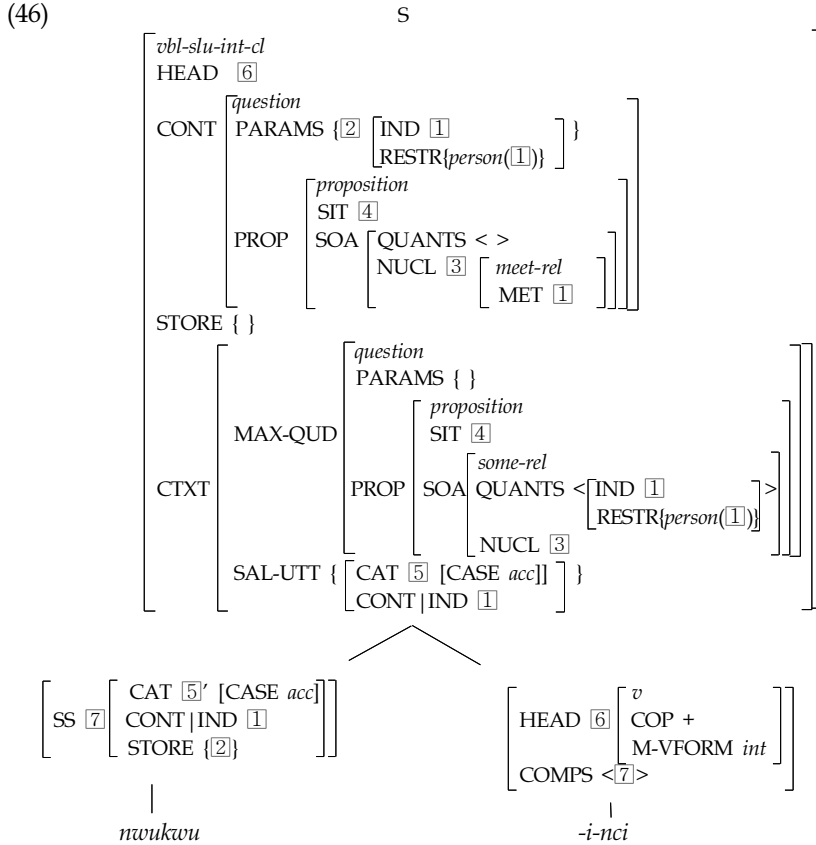 (46) S
vbl-slu-int-cl
HEAD 6
question
CONT PARAMS {2 IND 1 }
RESTR{person(1)}
proposition
SIT 4
PROP SOA QUANTS < >
NUCL 3 meet-rel
MET 1
STORE { }
question
PARAMS { }
proposition
MAX-QUD SIT 4
some-rel
CTXT PROP SOA QUANTS < IND 1 >
RESTR{person(1)}
NUCL 3
SAL-UTT { CAT 5 [CASE acc]] }
CONT|IND 1
CAT 5′ [CASE acc]
SS 7 CONT|IND 1
STORE {2}
v
HEAD 6 COP +
M-VFORM int
COMPS <7>
nwukwu -i-nci